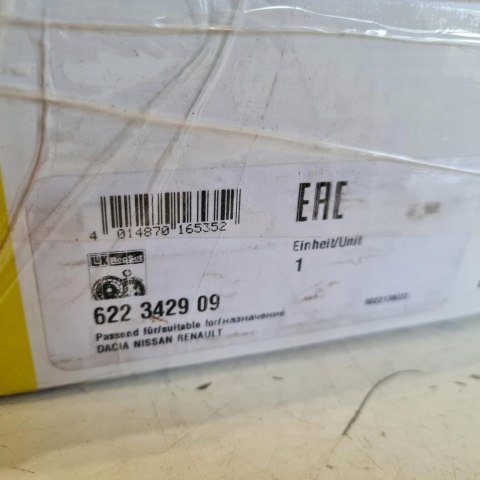 EAC
4 014870 165352
Einheit/Unit
1
LuK RepSet
622 3429 09
Passend für/suitable for/назначение
DACIA NISSAN RENAULT